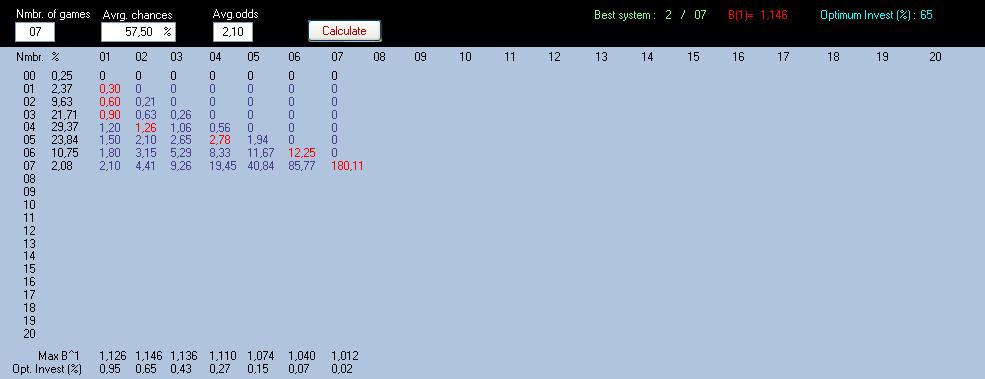 Nmbr. of games Avrg. chances Avg.odds
07 57,50 % 2,10 Calculate Best system : 2 / 07 B(1)= 1,146 Optimum Invest (%) : 65
Nmbr. % 01 02 03 04 05 06 07 08 09 10 11 12 13 14 15 16 17 18 19 20
00 0,25 0 0 0 0 0 0 0
01 2,37 0,30 0 0 0 0 0 0
02 9,63 0,60 0,21 0 0 0 0 0
03 21,71 0,90 0,63 0,26 0 0 0 0
04 29,37 1,20 1,26 1,06 0,56 0 0 0
05 23,84 1,50 2,10 2,65 2,78 1,94 0 0
06 10,75 1,80 3,15 5,29 8,33 11,67 12,25 0
07 2,08 2,10 4,41 9,26 19,45 40,84 85,77 180,11
08
09
10
11
12
13
14
15
16
17
18
19
20
Max B^1 1,126 1,146 1,136 1,110 1,074 1,040 1,012
Opt. Invest (%) 0,95 0,65 0,43 0,27 0,15 0,07 0,02